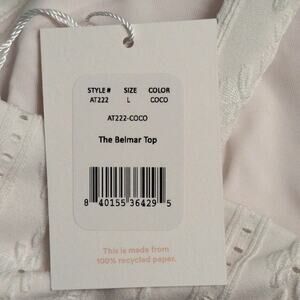 STYLE # SIZE COLOR
AT222 L COCO
AT222-COCO
The Belmar Top
8 40155 36429 5
This is made from
100% recycled paper.